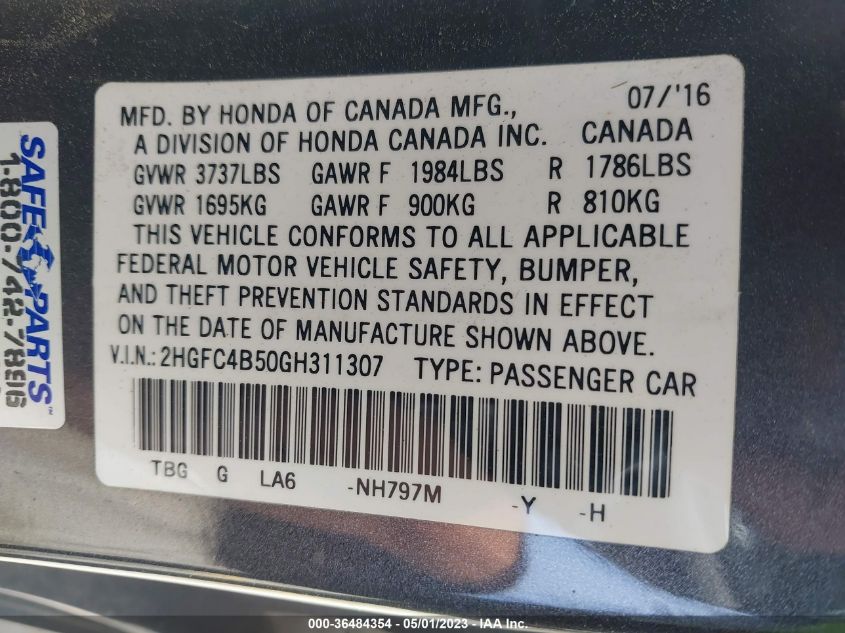 MFD. BY HONDA OF CANADA MFG., 07/'16
A DIVISION OF HONDA CANADA INC. CANADA
GVWR 3737LBS GAWR F 1984LBS R 1786LBS
GVWR 1695KG GAWR F 900KG R 810KG
THIS VEHICLE CONFORMS TO ALL APPLICABLE
FEDERAL MOTOR VEHICLE SAFETY, BUMPER,
AND THEFT PREVENTION STANDARDS IN EFFECT
ON THE DATE OF MANUFACTURE SHOWN ABOVE.
V.I.N.: 2HGFC4B50GH311307 TYPE: PASSENGER CAR
TBG G LA6 -NH797M -Y -H
SAFE PARTS™
1-800-742-7896
000-36484354 - 05/01/2023 - IAA Inc.